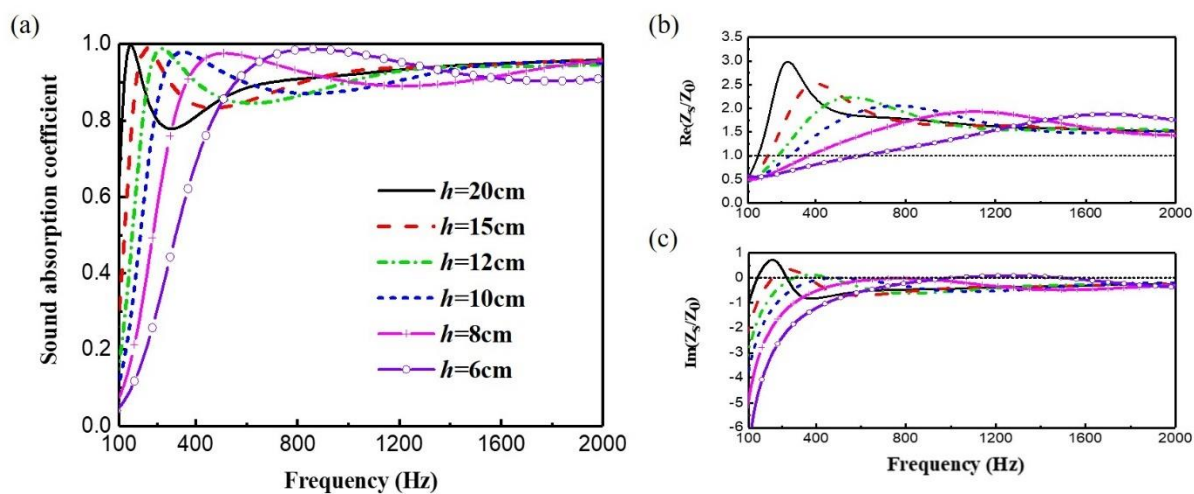 (a)
Sound absorption coefficient
1.0
0.8
0.6
0.4
0.2
0.0
h=20cm
h=15cm
h=12cm
h=10cm
h=8cm
h=6cm
100 400 800 1200 1600 2000
Frequency (Hz)
(b)
Re(Zs/Z0)
3.5
3.0
2.5
2.0
1.5
1.0
0.5
0.0
100 400 800 1200 1600 2000
(c)
Im(Zs/Z0)
1
0
-1
-2
-3
-4
-5
-6
100 400 800 1200 1600 2000
Frequency (Hz)